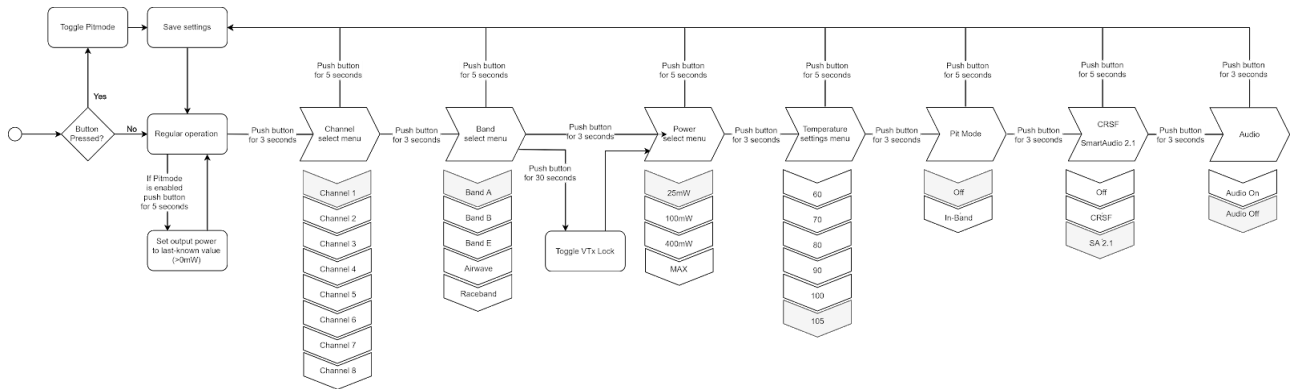 Toggle Pitmode
Save settings
Push button
for 5 seconds
Push button
for 5 seconds
Push button
for 5 seconds
Push button
for 5 seconds
Push button
for 5 seconds
Push button
for 5 seconds
Push button
for 3 seconds
Yes
Button
Pressed?
No
Regular operation
Push button
for 3 seconds
Channel
select menu
Push button
for 3 seconds
Band
select menu
Push button
for 3 seconds
Power
select menu
Push button
for 3 seconds
Temperature
settings menu
Push button
for 3 seconds
Pit Mode
Push button
for 3 seconds
CRSF
SmartAudio 2.1
Push button
for 3 seconds
Audio
If Pitmode
is enabled
push button
for 5 seconds
Set output power
to last-known value
(>0mW)
Push button
for 30 seconds
Toggle VTx Lock
Channel 1
Channel 2
Channel 3
Channel 4
Channel 5
Channel 6
Channel 7
Channel 8
Band A
Band B
Band E
Airwave
Raceband
25mW
100mW
400mW
MAX
60
70
80
90
100
105
Off
In-Band
Off
CRSF
SA 2.1
Audio On
Audio Off